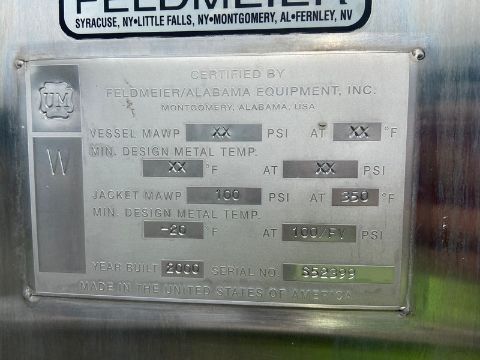 FELDMEIER
SYRACUSE, NY•LITTLE FALLS, NY•MONTGOMERY, AL•FERNLEY, NV
CERTIFIED BY
FELDMEIER/ALABAMA EQUIPMENT, INC.
MONTGOMERY, ALABAMA, USA
UM
W
VESSEL MAWP XX PSI AT XX °F
MIN. DESIGN METAL TEMP.
XX °F AT XX PSI
JACKET MAWP 100 PSI AT 350 °F
MIN. DESIGN METAL TEMP.
-20 °F AT 100/FV PSI
YEAR BUILT 2000 SERIAL NO. S52399
MADE IN THE UNITED STATES OF AMERICA